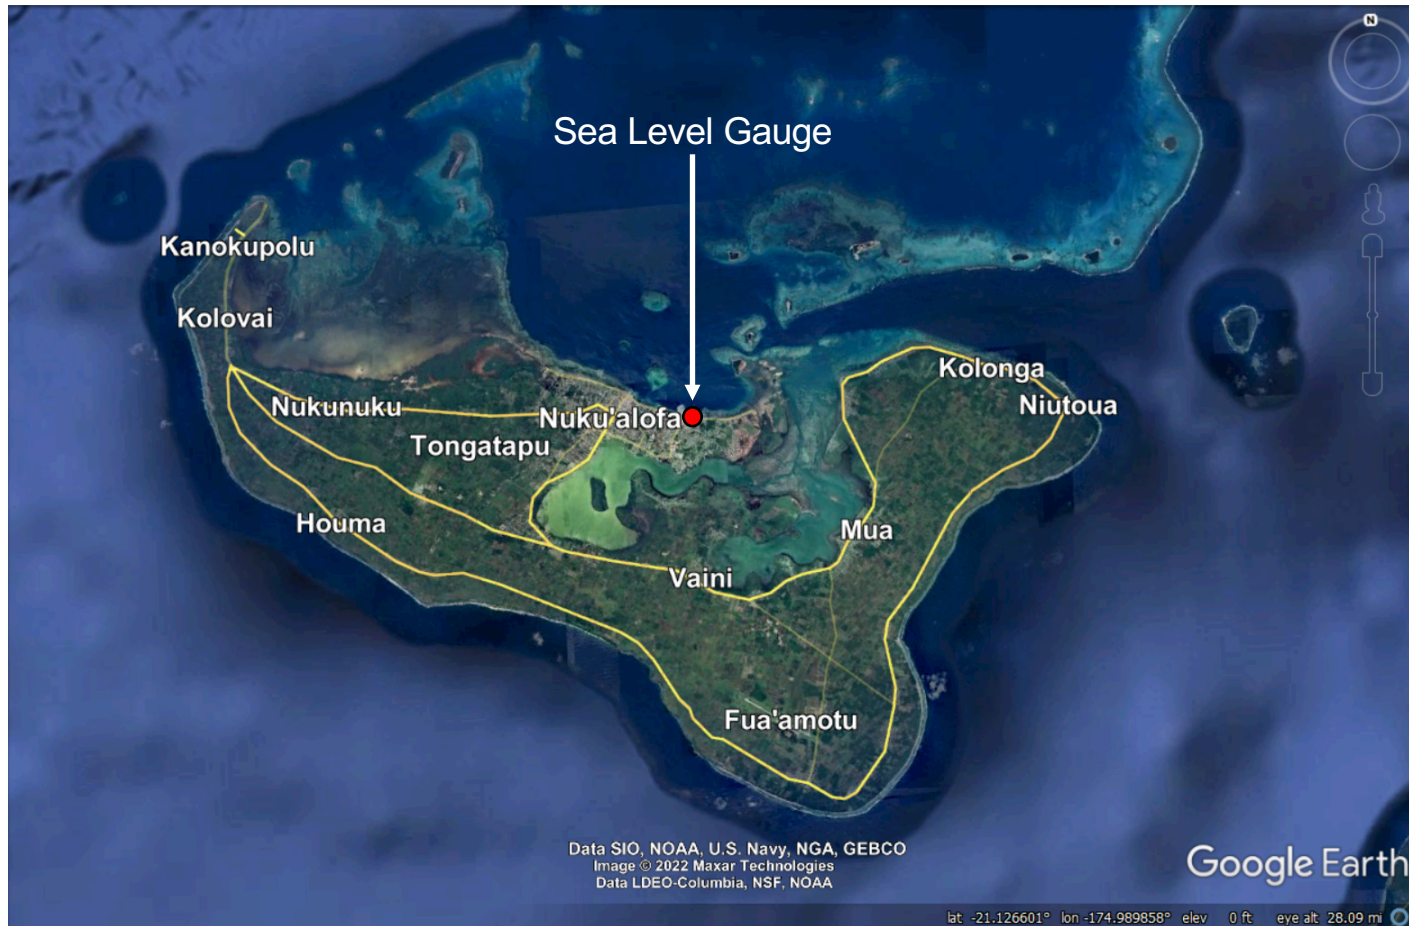 N
Sea Level Gauge
Kanokupolu
Kolovai
Kolonga
Nukunuku
Nuku'alofa
Niutoua
Tongatapu
Houma
Mua
Vaini
Fua'amotu
Data SIO, NOAA, U.S. Navy, NGA, GEBCO
Image © 2022 Maxar Technologies
Data LDEO-Columbia, NSF, NOAA
Google Earth
lat -21.126601° lon -174.989858° elev 0 ft eye alt 28.09 mi